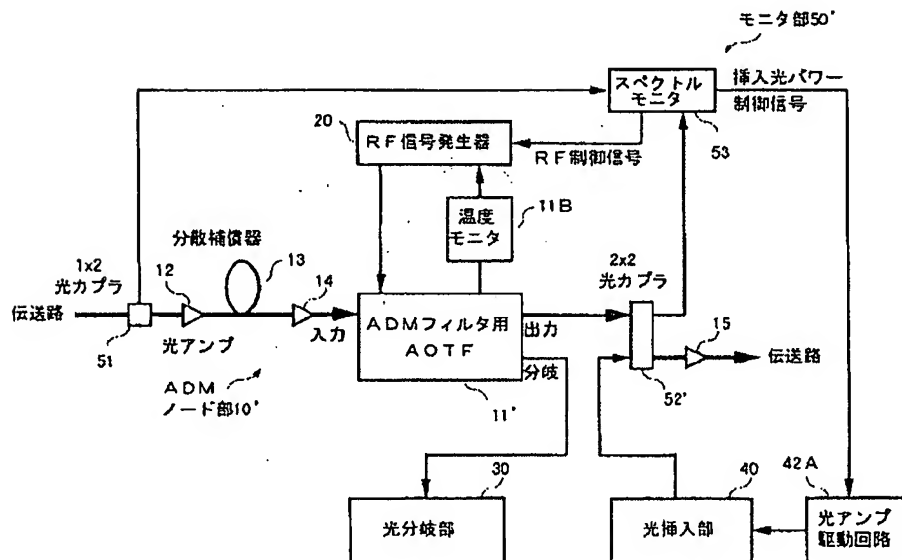 モニタ部50'
スペクトル
モニタ
挿入光パワー
制御信号
53
20
RF信号発生器
RF制御信号
温度
モニタ
11B
分散補償器
13
1x2
光カプラ
12
14
2x2
光カプラ
15
伝送路
51
光アンプ
入力
ADMフィルタ用
AOTF
出力
分岐
伝送路
52'
ADM
ノード部10'
11'
30
光分岐部
40
光挿入部
42A
光アンプ
駆動回路